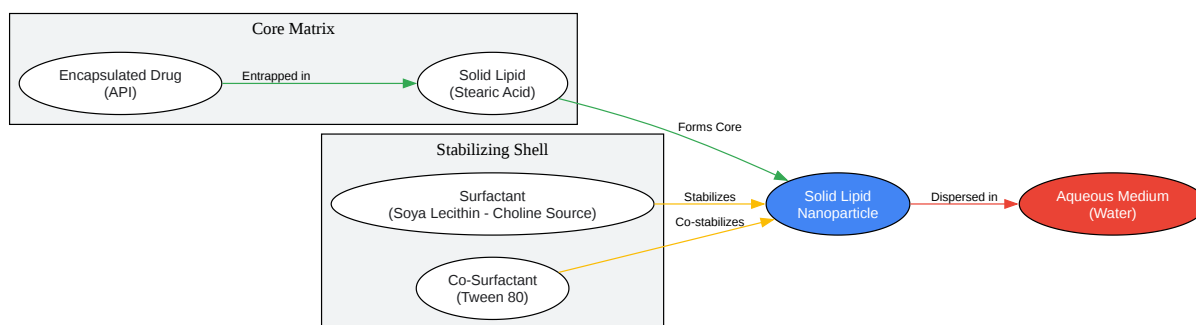 Core Matrix
Encapsulated Drug
(API)
Entrapped in
Solid Lipid
(Stearic Acid)
Forms Core
Stabilizing Shell
Surfactant
(Soya Lecithin - Choline Source)
Stabilizes
Co-stabilizes
Co-Surfactant
(Tween 80)
Solid Lipid
Nanoparticle
Dispersed in
Aqueous Medium
(Water)